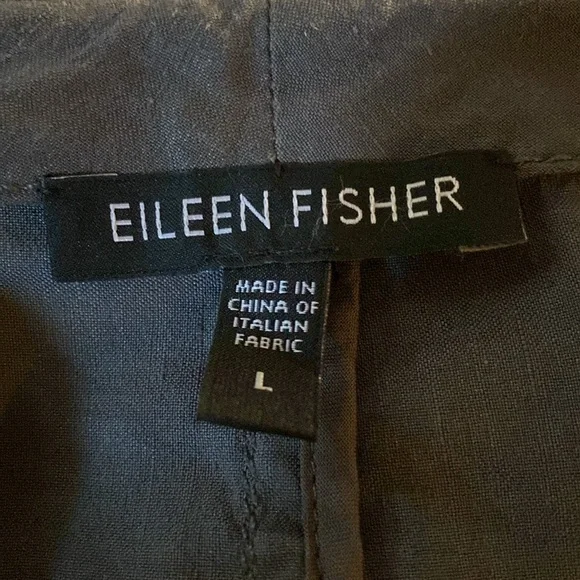 EILEEN FISHER
MADE IN
CHINA OF
ITALIAN
FABRIC
L